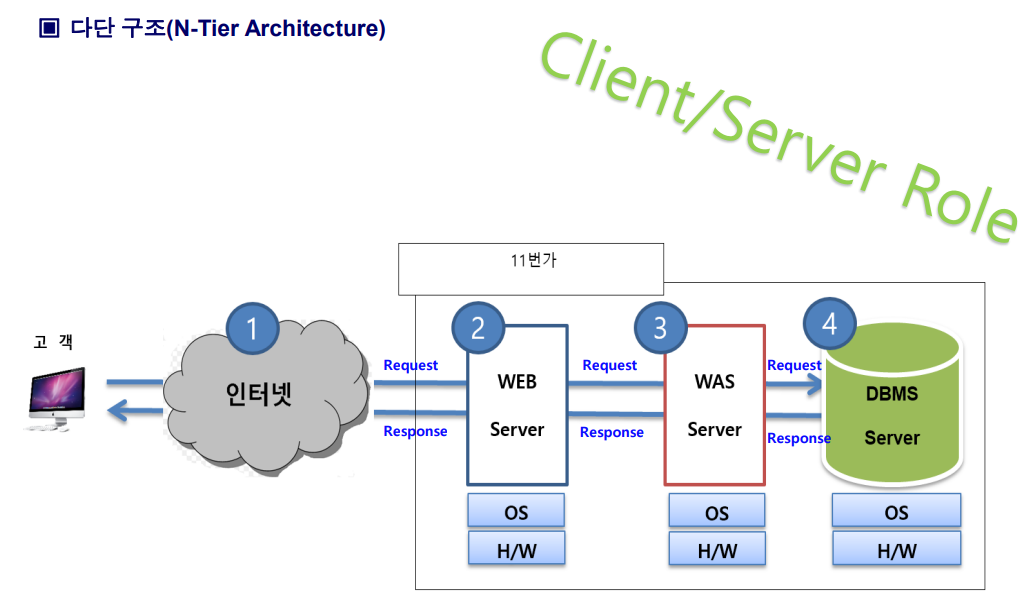 ▣ 다단 구조(N-Tier Architecture)
Client/Server Role
11번가
고 객
1
인터넷
2
WEB
Server
3
WAS
Server
4
DBMS
Server
Request
Response
Request
Response
Request
Response
OS
H/W
OS
H/W
OS
H/W